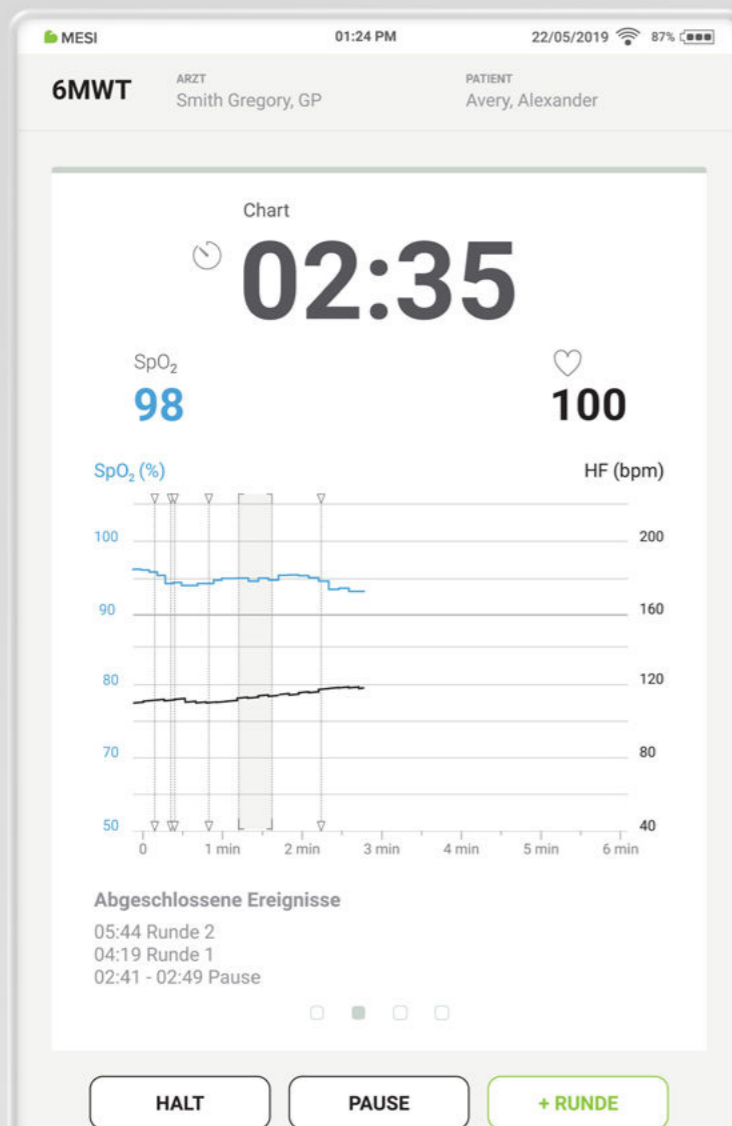 MESI 01:24 PM 22/05/2019 87%
6MWT
ARZT
Smith Gregory, GP
PATIENT
Avery, Alexander
Chart
02:35
SpO₂
98
100
SpO₂ (%)
HF (bpm)
100 200
90 160
80 120
70 80
50 40
0 1 min 2 min 3 min 4 min 5 min 6 min
Abgeschlossene Ereignisse
05:44 Runde 2
04:19 Runde 1
02:41 - 02:49 Pause
HALT PAUSE + RUNDE